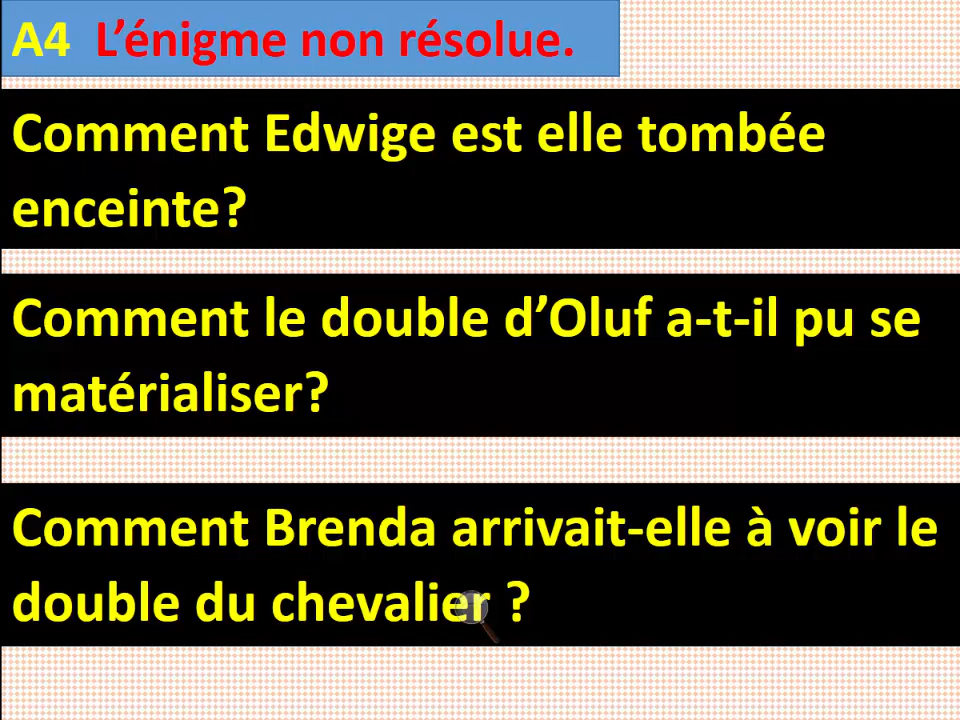 A4 L’énigme non résolue.
Comment Edwige est elle tombée
enceinte?
Comment le double d’Oluf a-t-il pu se
matérialiser?
Comment Brenda arrivait-elle à voir le
double du chevalier ?